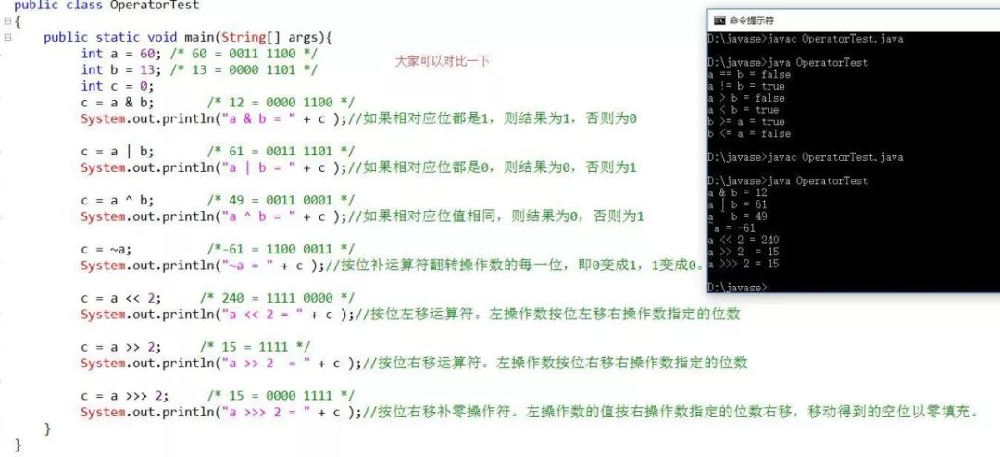 public class OperatorTest
{
public static void main(String[] args){
int a = 60; /* 60 = 0011 1100 */
int b = 13; /* 13 = 0000 1101 */
int c = 0;
c = a & b; /* 12 = 0000 1100 */
System.out.println("a & b = " + c );//如果相对应位都是1，则结果为1，否则为0
c = a | b; /* 61 = 0011 1101 */
System.out.println("a | b = " + c );//如果相对应位都是0，则结果为0，否则为1
c = a ^ b; /* 49 = 0011 0001 */
System.out.println("a ^ b = " + c );//如果相对应位值相同，则结果为0，否则为1
c = ~a; /*-61 = 1100 0011 */
System.out.println("~a = " + c );//按位补运算符翻转操作数的每一位，即0变成1，1变成0。
c = a << 2; /* 240 = 1111 0000 */
System.out.println("a << 2 = " + c );//按位左移运算符。左操作数按位左移右操作数指定的位数
c = a >> 2; /* 15 = 1111 */
System.out.println("a >> 2  = " + c );//按位右移运算符。左操作数按位右移右操作数指定的位数
c = a >>> 2; /* 15 = 0000 1111 */
System.out.println("a >>> 2 = " + c );//按位右移补零操作符。左操作数的值按右操作数指定的位数右移，移动得到的空位以零填充。
}
}
大家可以对比一下
命令提示符
D:\javase>javac OperatorTest.java
D:\javase>java OperatorTest
a == b = false
a != b = true
a > b = false
a < b = true
b >= a = true
b <= a = false
D:\javase>javac OperatorTest.java
D:\javase>java OperatorTest
a & b = 12
a | b = 61
a ^ b = 49
~a = -61
a << 2 = 240
a >> 2  = 15
a >>> 2 = 15
D:\javase>